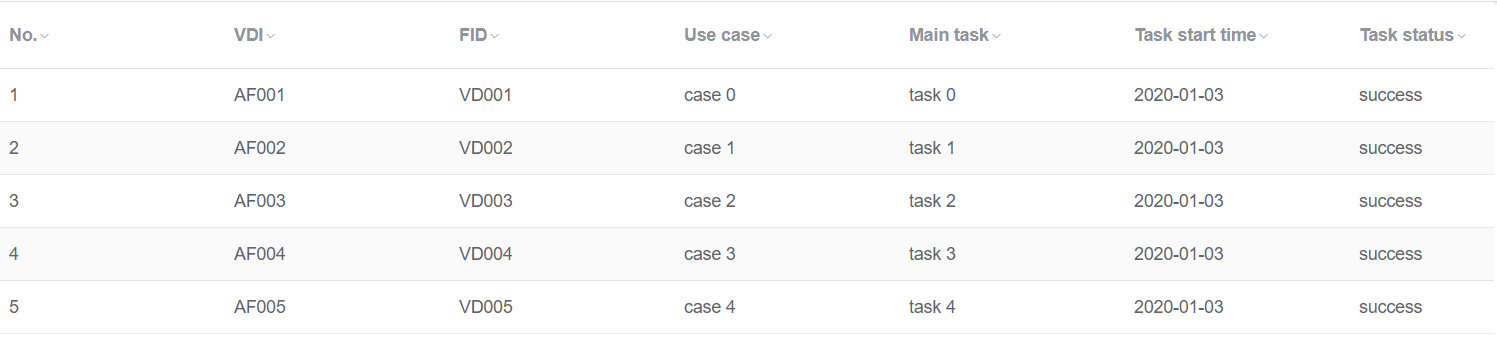 No. VDI FID Use case Main task Task start time Task status
1 AF001 VD001 case 0 task 0 2020-01-03 success
2 AF002 VD002 case 1 task 1 2020-01-03 success
3 AF003 VD003 case 2 task 2 2020-01-03 success
4 AF004 VD004 case 3 task 3 2020-01-03 success
5 AF005 VD005 case 4 task 4 2020-01-03 success